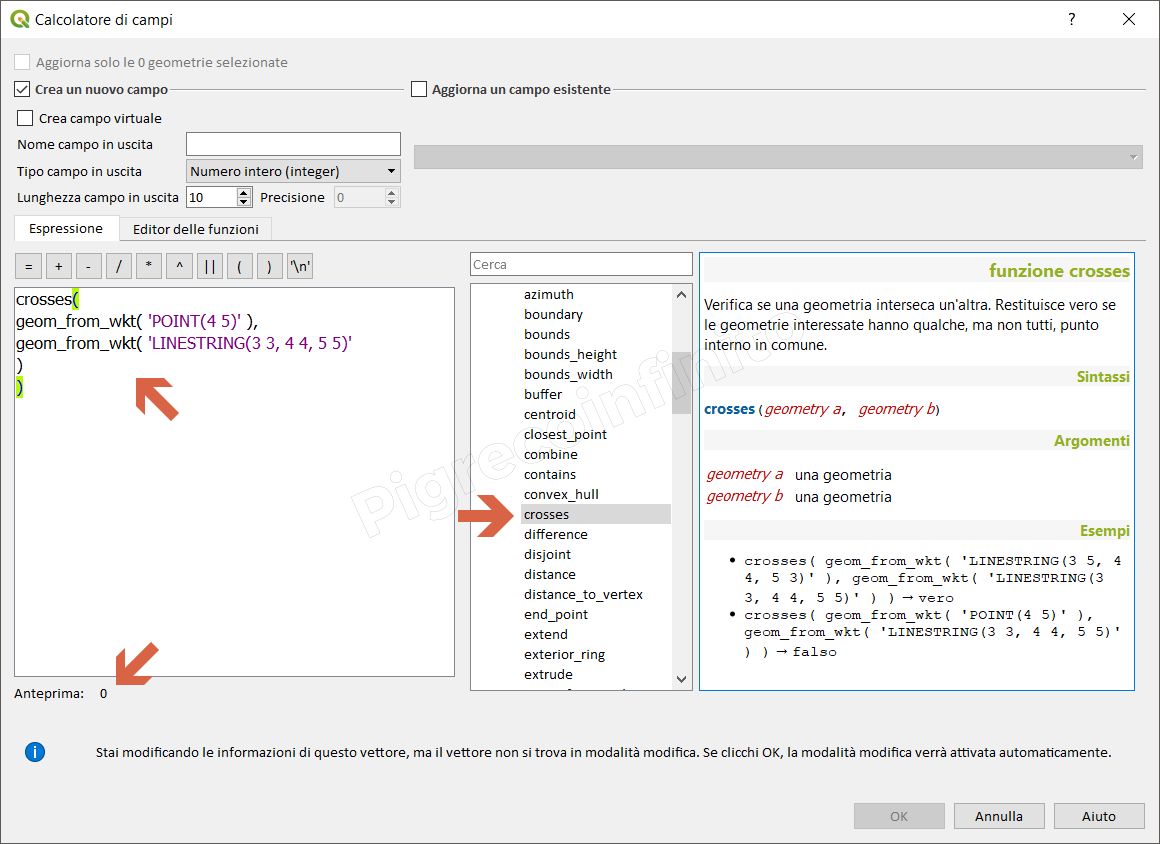 Calcolatore di campi
?
Aggiorna solo le 0 geometrie selezionate
Crea un nuovo campo
Aggiorna un campo esistente
Crea campo virtuale
Nome campo in uscita
Tipo campo in uscita
Numero intero (integer)
Lunghezza campo in uscita
10
Precisione
0
Espressione
Editor delle funzioni
= + - / * ^ || ( ) '\n'
crosses(
geom_from_wkt( 'POINT(4 5)' ),
geom_from_wkt( 'LINESTRING(3 3, 4 4, 5 5)'
)
)
Anteprima: 0
Cerca
azimuth
boundary
bounds
bounds_height
bounds_width
buffer
centroid
closest_point
combine
contains
convex_hull
crosses
difference
disjoint
distance
distance_to_vertex
end_point
extend
exterior_ring
extrude
funzione crosses
Verifica se una geometria interseca un'altra. Restituisce vero se
le geometrie interessate hanno qualche, ma non tutti, punto
interno in comune.
Sintassi
crosses(geometry a, geometry b)
Argomenti
geometry a una geometria
geometry b una geometria
Esempi
• crosses( geom_from_wkt( 'LINESTRING(3 5, 4
4, 5 3)' ), geom_from_wkt( 'LINESTRING(3
3, 4 4, 5 5)' ) ) → vero
• crosses( geom_from_wkt( 'POINT(4 5)' ),
geom_from_wkt( 'LINESTRING(3 3, 4 4, 5 5)'
) ) → falso
Pigrecoinfinito
Stai modificando le informazioni di questo vettore, ma il vettore non si trova in modalità modifica. Se clicchi OK, la modalità modifica verrà attivata automaticamente.
OK
Annulla
Aiuto